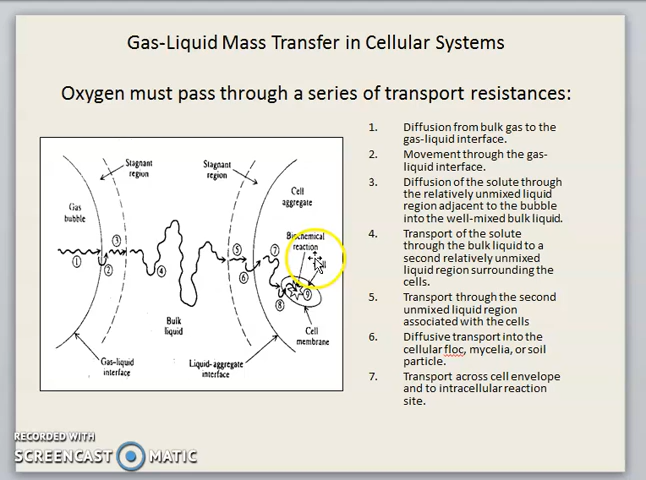 Gas-Liquid Mass Transfer in Cellular Systems
Oxygen must pass through a series of transport resistances:
1. Diffusion from bulk gas to the
gas-liquid interface.
2. Movement through the gas-
liquid interface.
3. Diffusion of the solute through
the relatively unmixed liquid
region adjacent to the bubble
into the well-mixed bulk liquid.
4. Transport of the solute
through the bulk liquid to a
second relatively unmixed
liquid region surrounding the
cells.
5. Transport through the second
unmixed liquid region
associated with the cells
6. Diffusive transport into the
cellular floc, mycelia, or soil
particle.
7. Transport across cell envelope
and to intracellular reaction
site.
Stagnant
region
Stagnant
region
Gas
bubble
Cell
aggregate
Biochemical
reaction
1
2
3
4
5
6
7
8
9
Bulk
liquid
Cell
membrane
Gas-liquid
interface
Liquid-aggregate
interface
RECORDED WITH
SCREENCAST MATIC